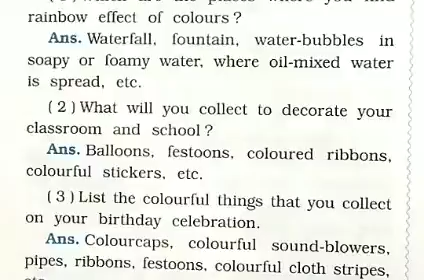 rainbow effect of colours ?
Ans. Waterfall, fountain, water-bubbles in
soapy or foamy water, where oil-mixed water
is spread, etc.
( 2 ) What will you collect to decorate your
classroom and school ?
Ans. Balloons, festoons, coloured ribbons,
colourful stickers, etc.
( 3 ) List the colourful things that you collect
on your birthday celebration.
Ans. Colourcaps, colourful sound-blowers,
pipes, ribbons, festoons, colourful cloth stripes,